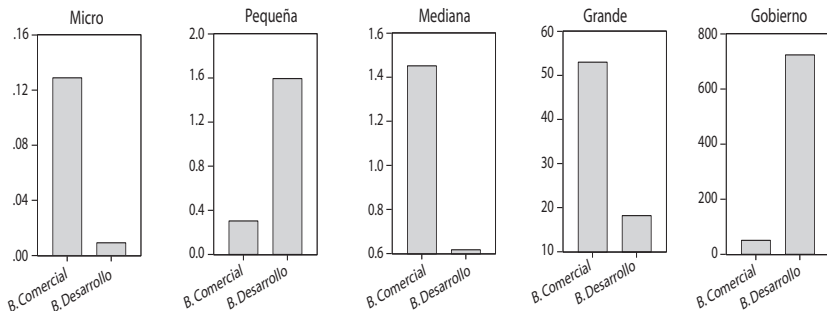 Micro
.16
.12
.08
.04
.00
B. Comercial
B. Desarrollo
Pequeña
2.0
1.6
1.2
0.8
0.4
0.0
B. Comercial
B. Desarrollo
Mediana
1.6
1.4
1.2
1.0
0.8
0.6
B. Comercial
B. Desarrollo
Grande
60
50
40
30
20
10
B. Comercial
B. Desarrollo
Gobierno
800
600
400
200
0
B. Comercial
B. Desarrollo